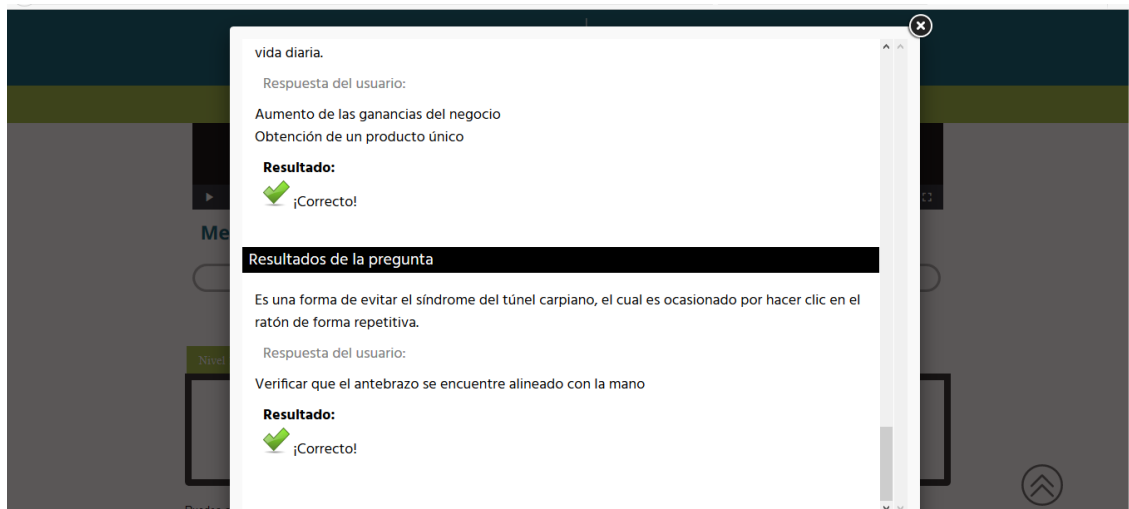 vida diaria.
Respuesta del usuario:
Aumento de las ganancias del negocio
Obtención de un producto único
Resultado:
¡Correcto!
Me
Resultados de la pregunta
Es una forma de evitar el síndrome del túnel carpiano, el cual es ocasionado por hacer clic en el
ratón de forma repetitiva.
Respuesta del usuario:
Nivel
Verificar que el antebrazo se encuentre alineado con la mano
Resultado:
¡Correcto!